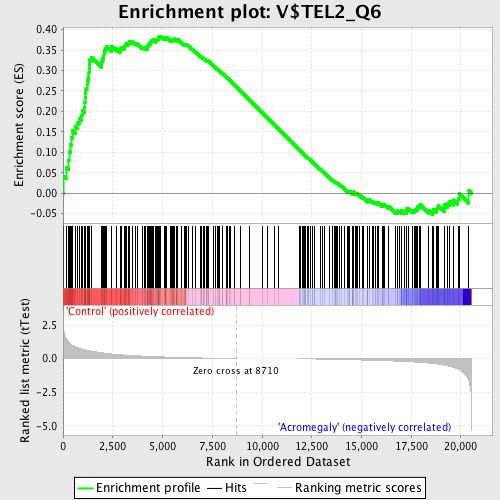 Enrichment plot: V$TEL2_Q6
Enrichment score (ES)
0.40
0.35
0.30
0.25
0.20
0.15
0.10
0.05
0.00
-0.05
Ranked list metric (tTest)
'Control' (positively correlated)
2.5
0.0
Zero cross at 8710
-2.5
-5.0
'Acromegaly' (negatively correlated)
0
2,500
5,000
7,500
10,000
12,500
15,000
17,500
20,000
Rank in Ordered Dataset
Enrichment profile
Hits
Ranking metric scores